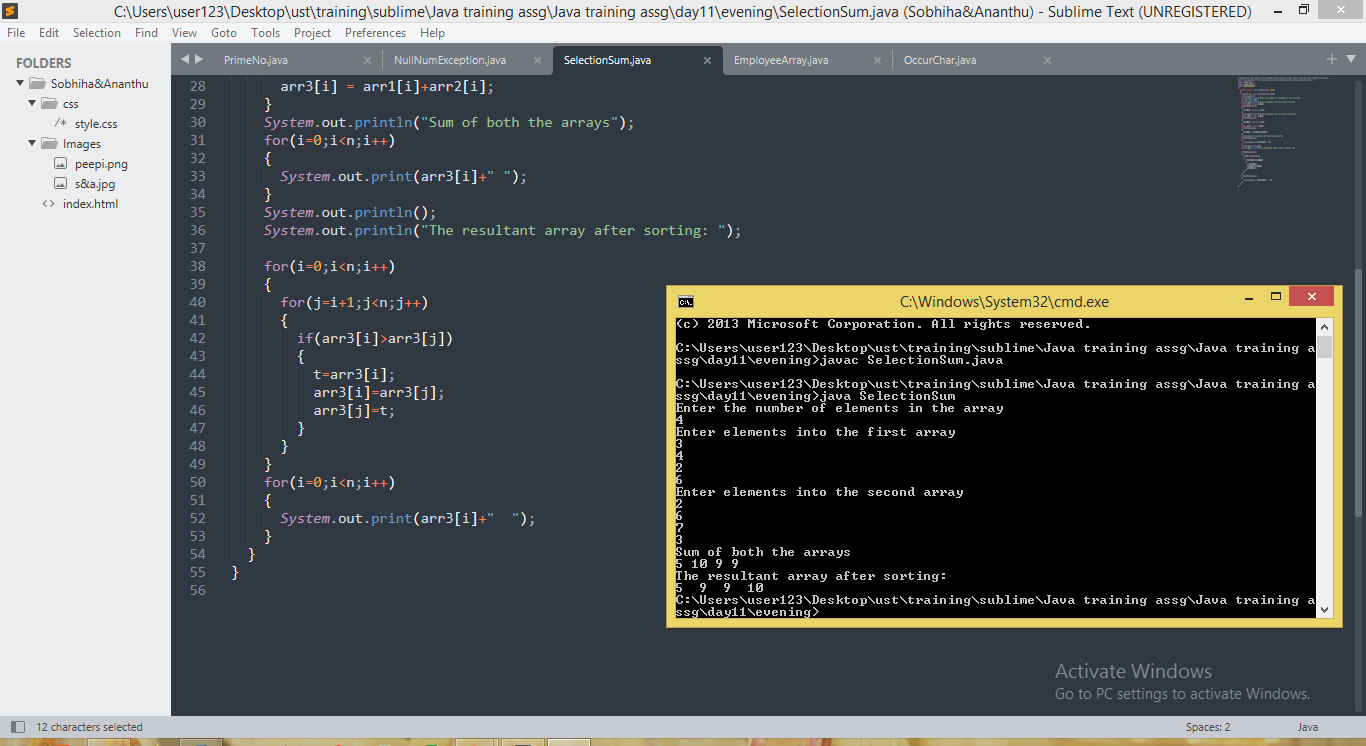 C:\Users\user123\Desktop\ust\training\sublime\Java training assg\Java training assg\day11\evening\SelectionSum.java (Sobhiha&Ananthu) - Sublime Text (UNREGISTERED)
File Edit Selection Find View Goto Tools Project Preferences Help
FOLDERS
Sobhiha&Ananthu
css
/* style.css
Images
peepi.png
s&a.jpg
<> index.html
PrimeNo.java
NullNumException.java
SelectionSum.java
EmployeeArray.java
OccurChar.java
28 arr3[i] = arr1[i]+arr2[i];
29 }
30 System.out.println("Sum of both the arrays");
31 for(i=0;i<n;i++)
32 {
33 System.out.print(arr3[i]+" ");
34 }
35 System.out.println();
36 System.out.println("The resultant array after sorting: ");
37
38 for(i=0;i<n;i++)
39 {
40 for(j=i+1;j<n;j++)
41 {
42 if(arr3[i]>arr3[j])
43 {
44 t=arr3[i];
45 arr3[i]=arr3[j];
46 arr3[j]=t;
47 }
48 }
49 }
50 for(i=0;i<n;i++)
51 {
52 System.out.print(arr3[i]+"  ");
53 }
54 }
55 }
56
C:\Windows\System32\cmd.exe
(c) 2013 Microsoft Corporation. All rights reserved.
C:\Users\user123\Desktop\ust\training\sublime\Java training assg\Java training a
ssg\day11\evening>javac SelectionSum.java
C:\Users\user123\Desktop\ust\training\sublime\Java training assg\Java training a
ssg\day11\evening>java SelectionSum
Enter the number of elements in the array
4
Enter elements into the first array
3
4
2
6
Enter elements into the second array
2
6
7
3
Sum of both the arrays
5 10 9 9
The resultant array after sorting:
5  9  9  10
C:\Users\user123\Desktop\ust\training\sublime\Java training assg\Java training a
ssg\day11\evening>
Activate Windows
Go to PC settings to activate Windows.
12 characters selected
Spaces: 2
Java